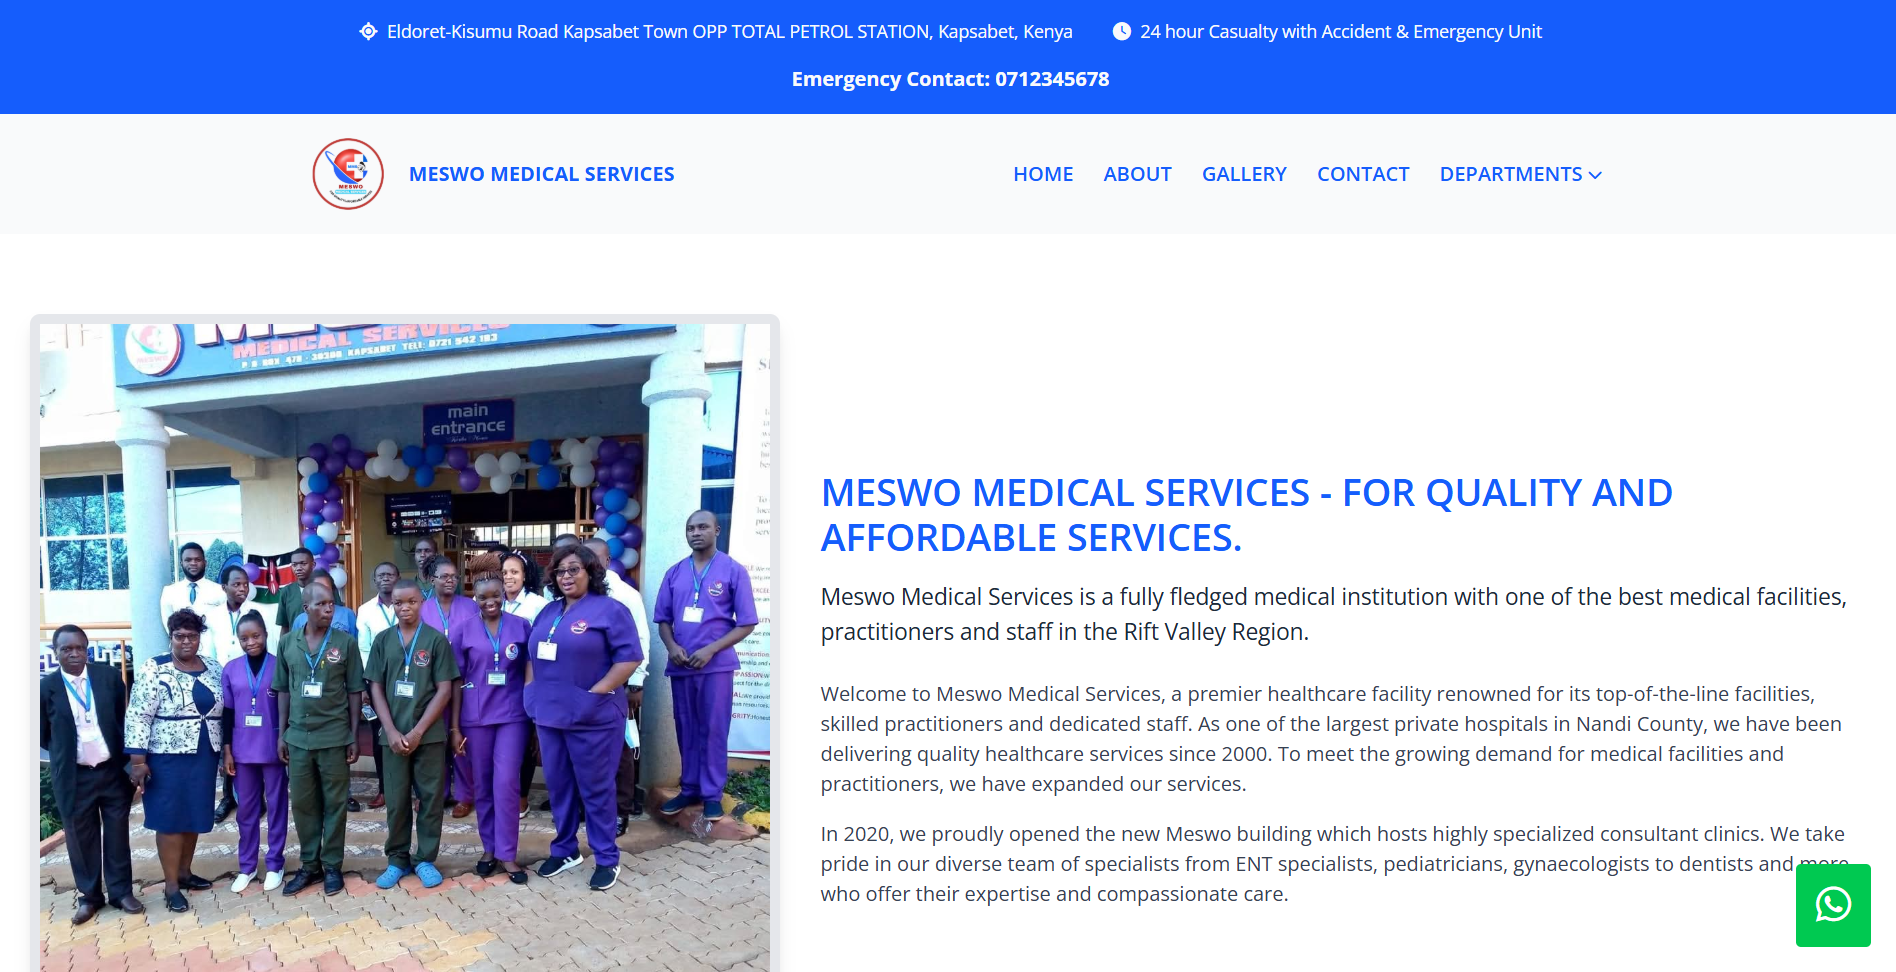 Eldoret-Kisumu Road Kapsabet Town OPP TOTAL PETROL STATION, Kapsabet, Kenya
24 hour Casualty with Accident & Emergency Unit
Emergency Contact: 0712345678
MESWO
MESWO MEDICAL SERVICES
HOME
ABOUT
GALLERY
CONTACT
DEPARTMENTS
MEDICAL SERVICES
P.O BOX 478 - 30300 KAPSABET TELL: 0721 542 103
main
entrance
MESWO MEDICAL SERVICES - FOR QUALITY AND
AFFORDABLE SERVICES.
Meswo Medical Services is a fully fledged medical institution with one of the best medical facilities,
practitioners and staff in the Rift Valley Region.
Welcome to Meswo Medical Services, a premier healthcare facility renowned for its top-of-the-line facilities,
skilled practitioners and dedicated staff. As one of the largest private hospitals in Nandi County, we have been
delivering quality healthcare services since 2000. To meet the growing demand for medical facilities and
practitioners, we have expanded our services.
In 2020, we proudly opened the new Meswo building which hosts highly specialized consultant clinics. We take
pride in our diverse team of specialists from ENT specialists, pediatricians, gynaecologists to dentists and more
who offer their expertise and compassionate care.